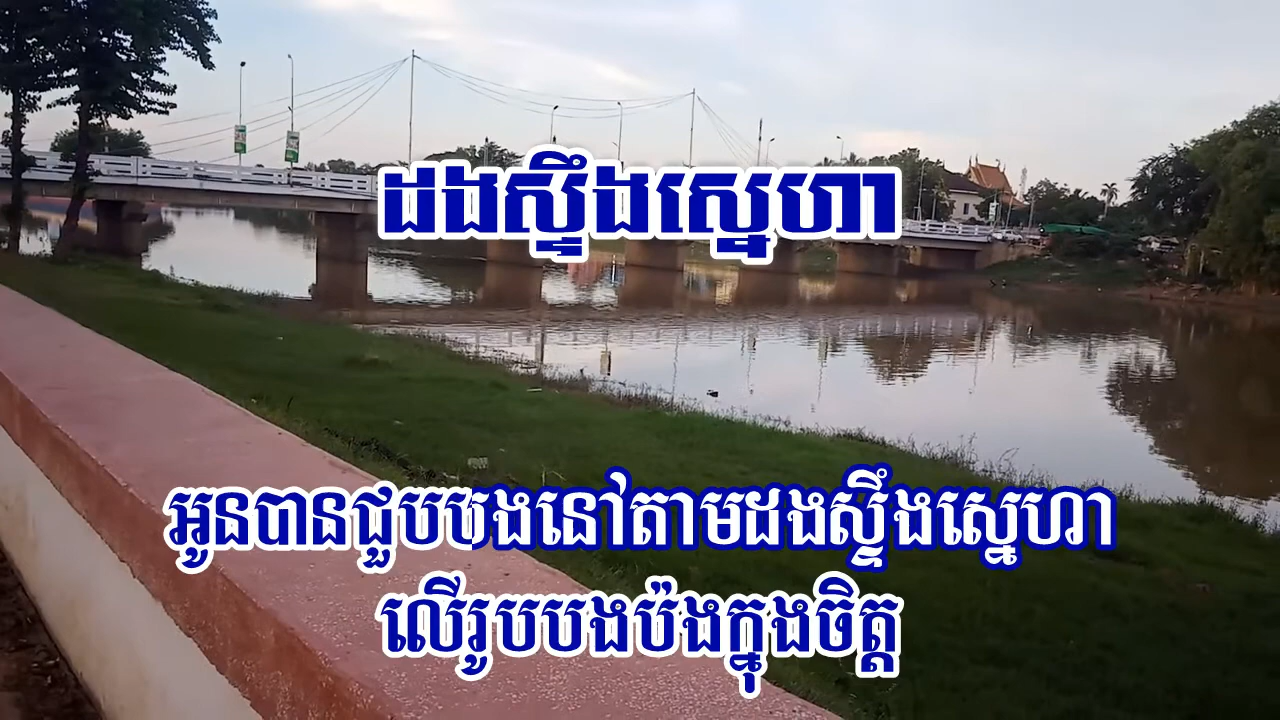 ដងស្ទឹងស្នេហា
អូនបានជួបបងនៅតាមដងស្ទឹងស្នេហា
លើរូបបងប៉ងក្នុងចិត្ត